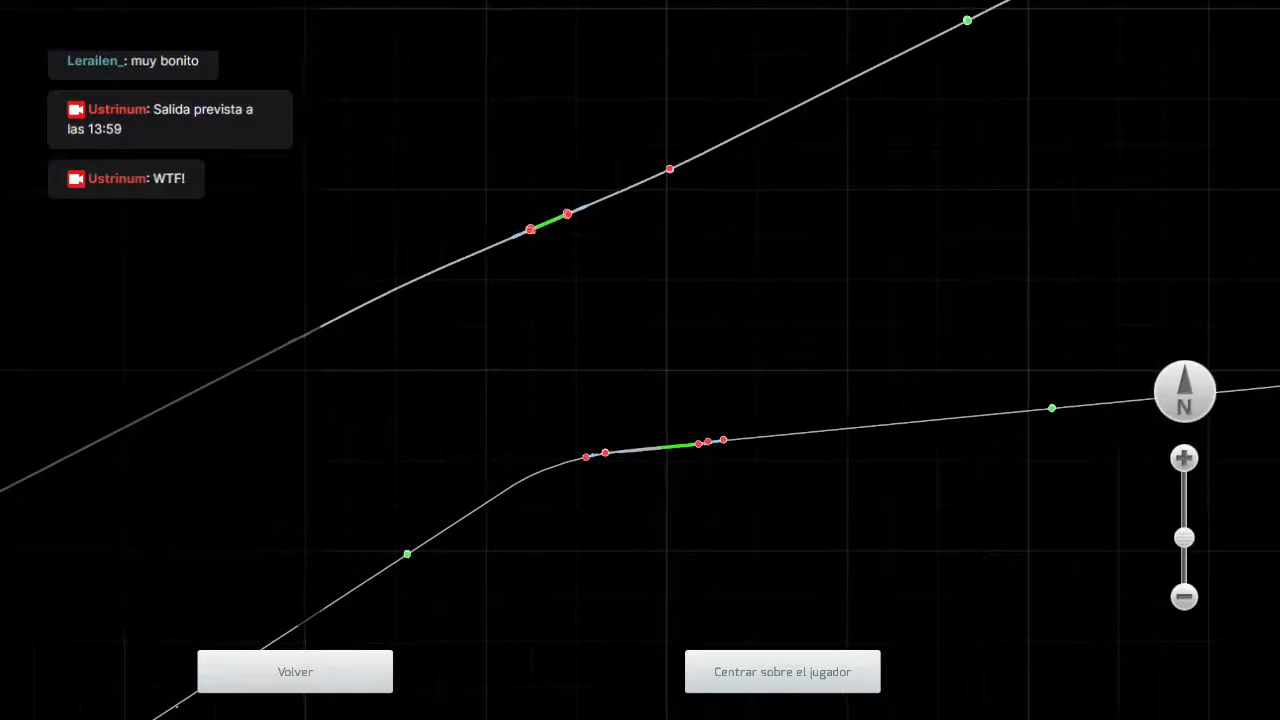 Lerailen_: muy bonito
Ustrinum: Salida prevista a
las 13:59
Ustrinum: WTF!
N
Volver
Centrar sobre el jugador